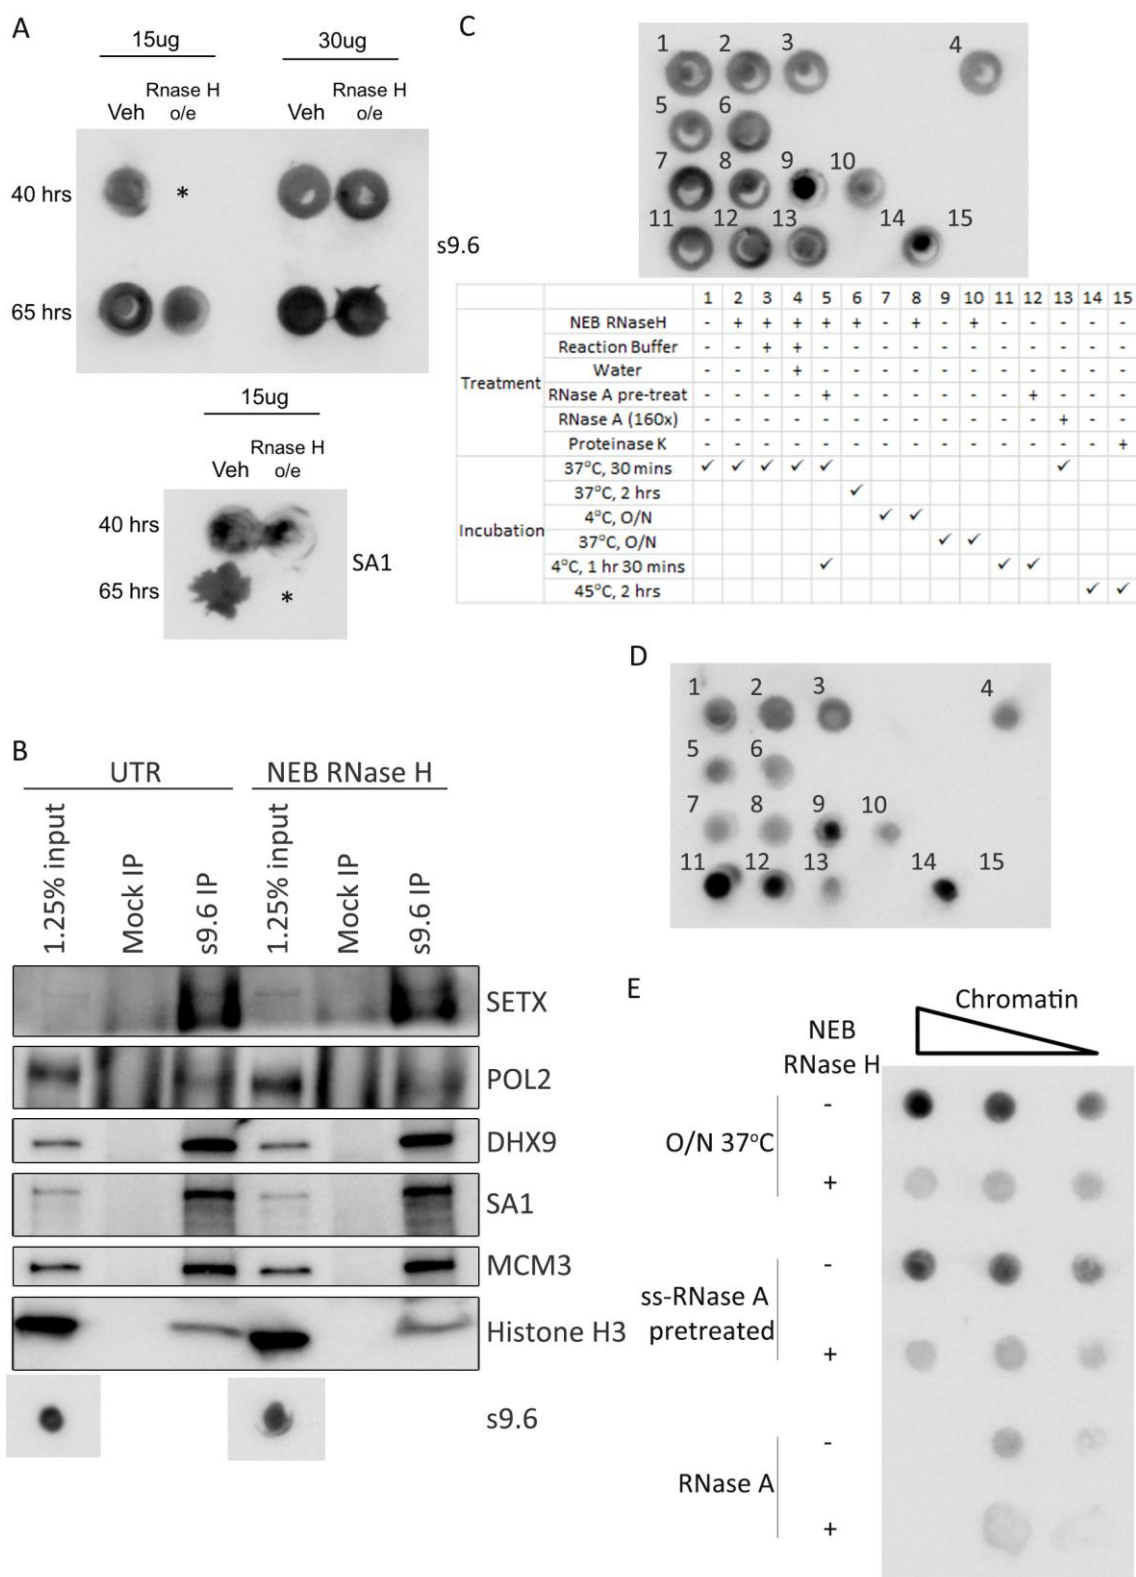 A
15ug 30ug
Veh Rnase H o/e Veh Rnase H o/e
40 hrs *
s9.6
65 hrs
15ug
Veh Rnase H o/e
40 hrs
SA1
65 hrs *
B
UTR NEB RNase H
1.25% input Mock IP s9.6 IP 1.25% input Mock IP s9.6 IP
SETX
POL2
DHX9
SA1
MCM3
Histone H3
s9.6
C
1 2 3 4
5 6
7 8 9 10
11 12 13 14 15
1 2 3 4 5 6 7 8 9 10 11 12 13 14 15
Treatment
NEB RNaseH - + + + + + - + - + - - - - -
Reaction Buffer - - + + - - - - - - - - - - -
Water - - - + - - - - - - - - - - -
RNase A pre-treat - - - - + - - - - - - + - - -
RNase A (160x) - - - - - - - - - - - - + - -
Proteinase K - - - - - - - - - - - - - - +
Incubation
37°C, 30 mins ✓ ✓ ✓ ✓ ✓ ✓
37°C, 2 hrs ✓
4°C, O/N ✓ ✓
37°C, O/N ✓ ✓
4°C, 1 hr 30 mins ✓ ✓ ✓
45°C, 2 hrs ✓ ✓
D
1 2 3 4
5 6
7 8 9 10
11 12 13 14 15
E
Chromatin
NEB
RNase H
O/N 37°C
-
+
ss-RNase A
pretreated
-
+
RNase A
-
+